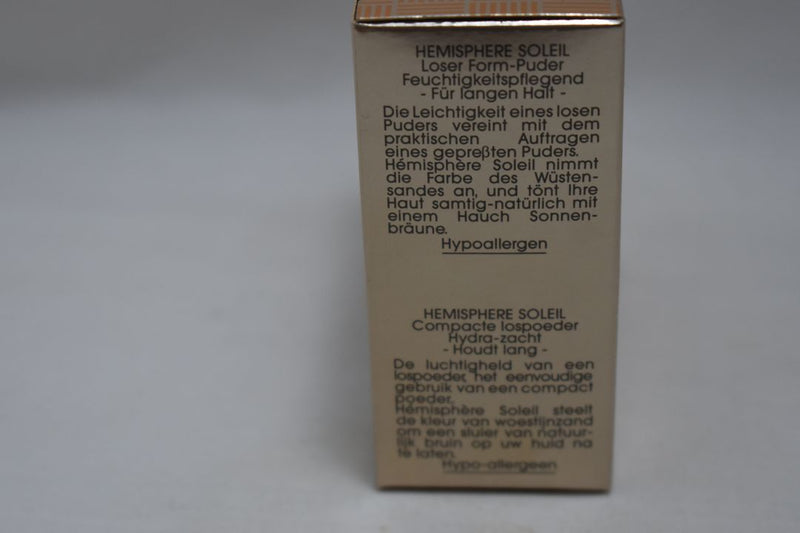 HEMISPHERE SOLEIL
Loser Form-Puder
Feuchtigkeitspflegend
- Für langen Halt -
Die Leichtigkeit eines losen
Puders vereint mit dem
praktischen Auftragen
eines gepreßten Puders.
Hémisphère Soleil nimmt
die Farbe des Wüsten-
sandes an, und tönt Ihre
Haut samtig-natürlich mit
einem Hauch Sonnen-
bräune.
Hypoallergen
HEMISPHERE SOLEIL
Compacte lospoeder
Hydra-zacht
- Houdt lang -
De luchtigheid van een
lospoeder, het eenvoudige
gebruik van een compact
poeder.
Hémisphère Soleil steelt
de kleur van woestijnzand
om een sluier van natuur-
lijk bruin op uw huid na
te laten.
Hypo-allergeen